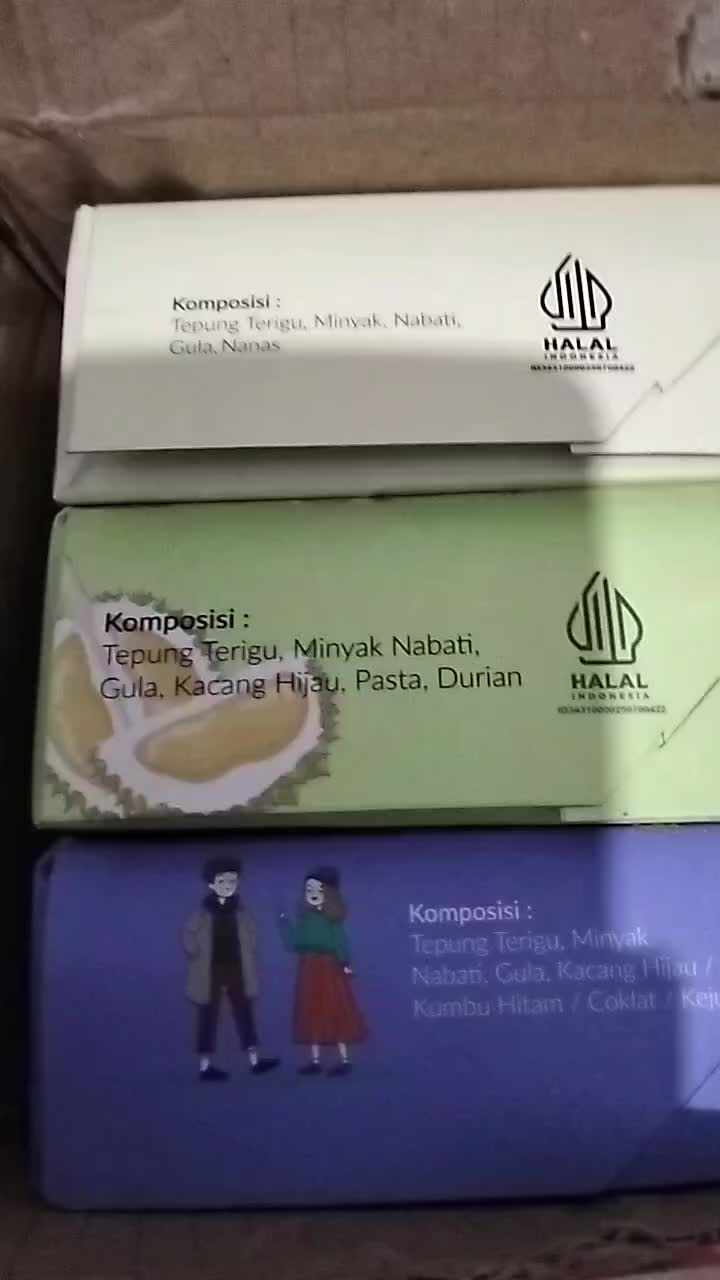 Komposisi :
Tepung Terigu, Minyak, Nabati,
Gula, Nanas
HALAL
INDONESIA
Komposisi :
Tepung Terigu, Minyak Nabati,
Gula, Kacang Hijau, Pasta, Durian
HALAL
INDONESIA
Komposisi :
Tepung Terigu, Minyak
Nabati, Gula, Kacang Hijau /
Kumbu Hitam / Coklat /